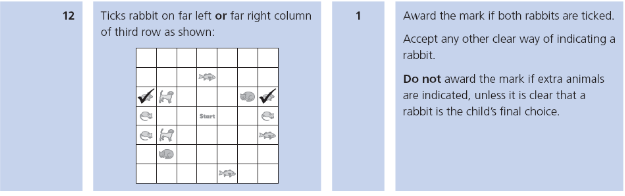 12
Ticks rabbit on far left or far right column
of third row as shown:
Start
1
Award the mark if both rabbits are ticked.
Accept any other clear way of indicating a
rabbit.
Do not award the mark if extra animals
are indicated, unless it is clear that a
rabbit is the child's final choice.